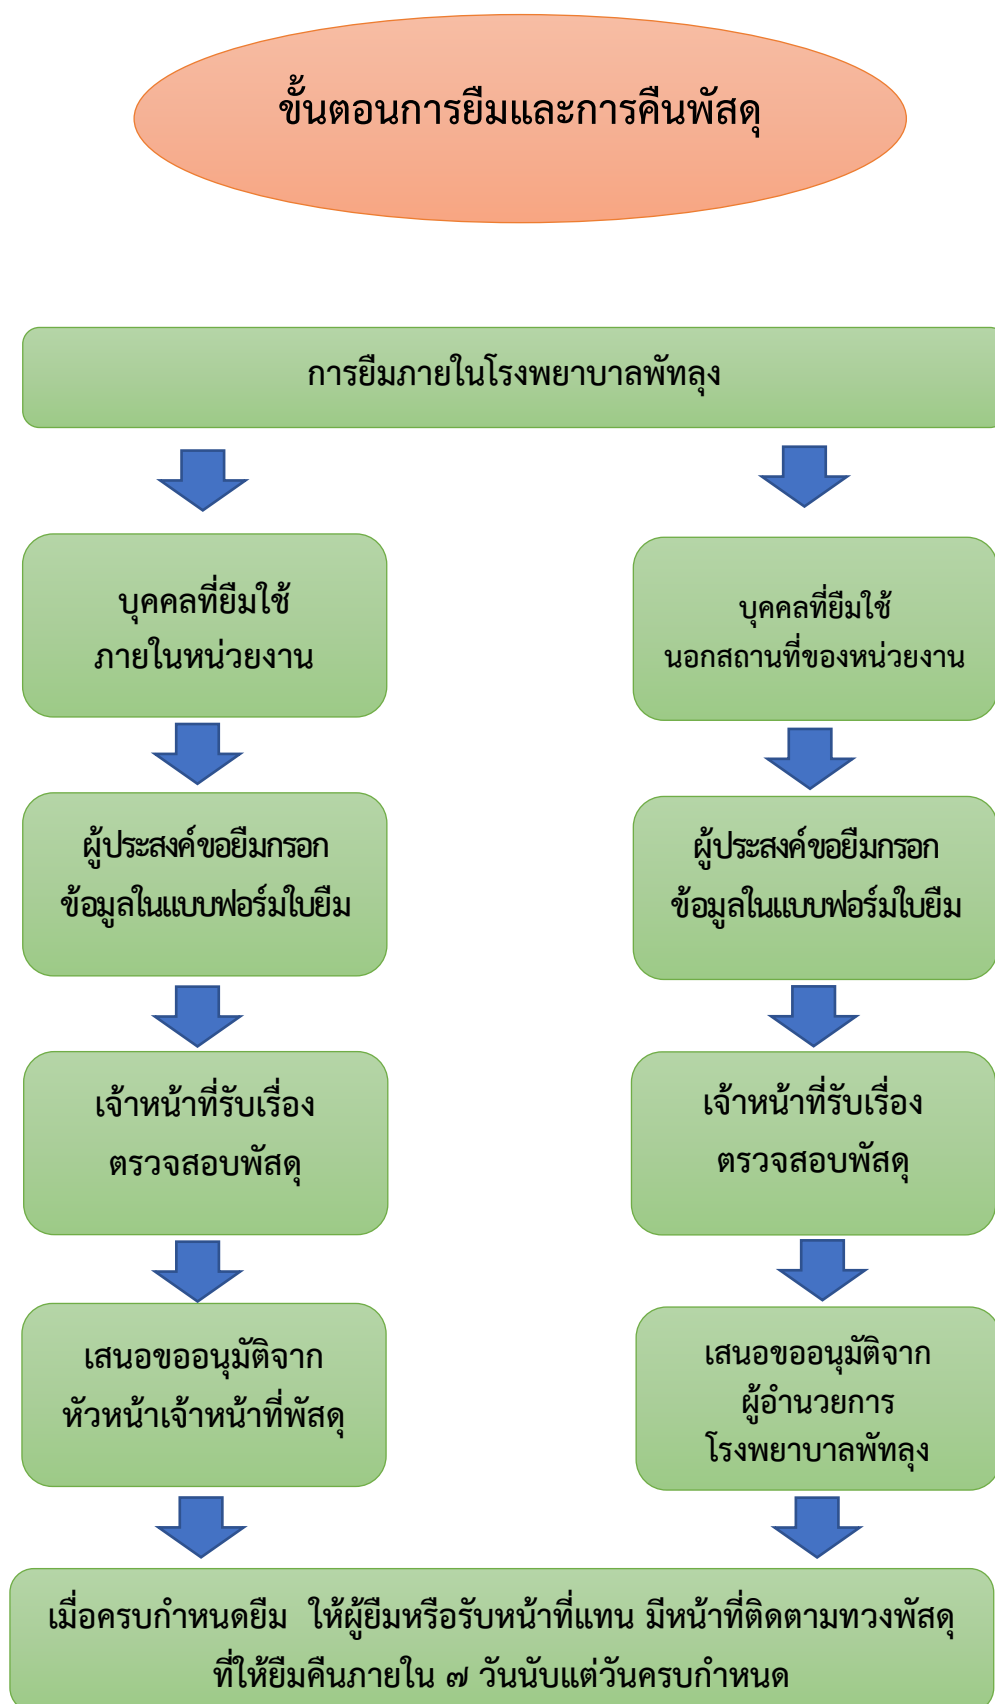 ขั้นตอนการยืมและการคืนพัสดุ
การยืมภายในโรงพยาบาลพัทลุง
บุคคลที่ยืมใช้
ภายในหน่วยงาน
ผู้ประสงค์ขอยืมกรอก
ข้อมูลในแบบฟอร์มใบยืม
เจ้าหน้าที่รับเรื่อง
ตรวจสอบพัสดุ
เสนอขออนุมัติจาก
หัวหน้าเจ้าหน้าที่พัสดุ
บุคคลที่ยืมใช้
นอกสถานที่ของหน่วยงาน
ผู้ประสงค์ขอยืมกรอก
ข้อมูลในแบบฟอร์มใบยืม
เจ้าหน้าที่รับเรื่อง
ตรวจสอบพัสดุ
เสนอขออนุมัติจาก
ผู้อำนวยการ
โรงพยาบาลพัทลุง
เมื่อครบกำหนดยืม ให้ผู้ยืมหรือรับหน้าที่แทน มีหน้าที่ติดตามทวงพัสดุ
ที่ให้ยืมคืนภายใน ๗ วันนับแต่วันครบกำหนด